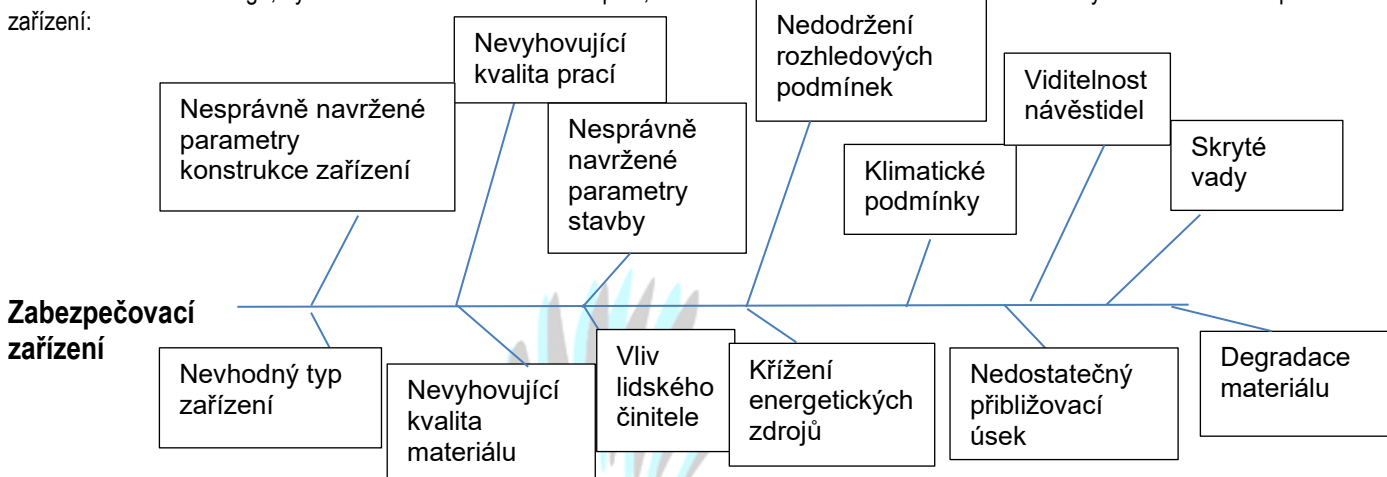 zařízení:
Nesprávně navržené
parametry
konstrukce zařízení
Nevyhovující
kvalita prací
Nesprávně
navržené
parametry
stavby
Nedodržení
rozhledových
podmínek
Klimatické
podmínky
Viditelnost
návěstidel
Skryté
vady
Zabezpečovací
zařízení
Nevhodný typ
zařízení
Nevyhovující
kvalita
materiálu
Vliv
lidského
činitele
Křížení
energetických
zdrojů
Nedostatečný
přibližovací
úsek
Degradace
materiálu